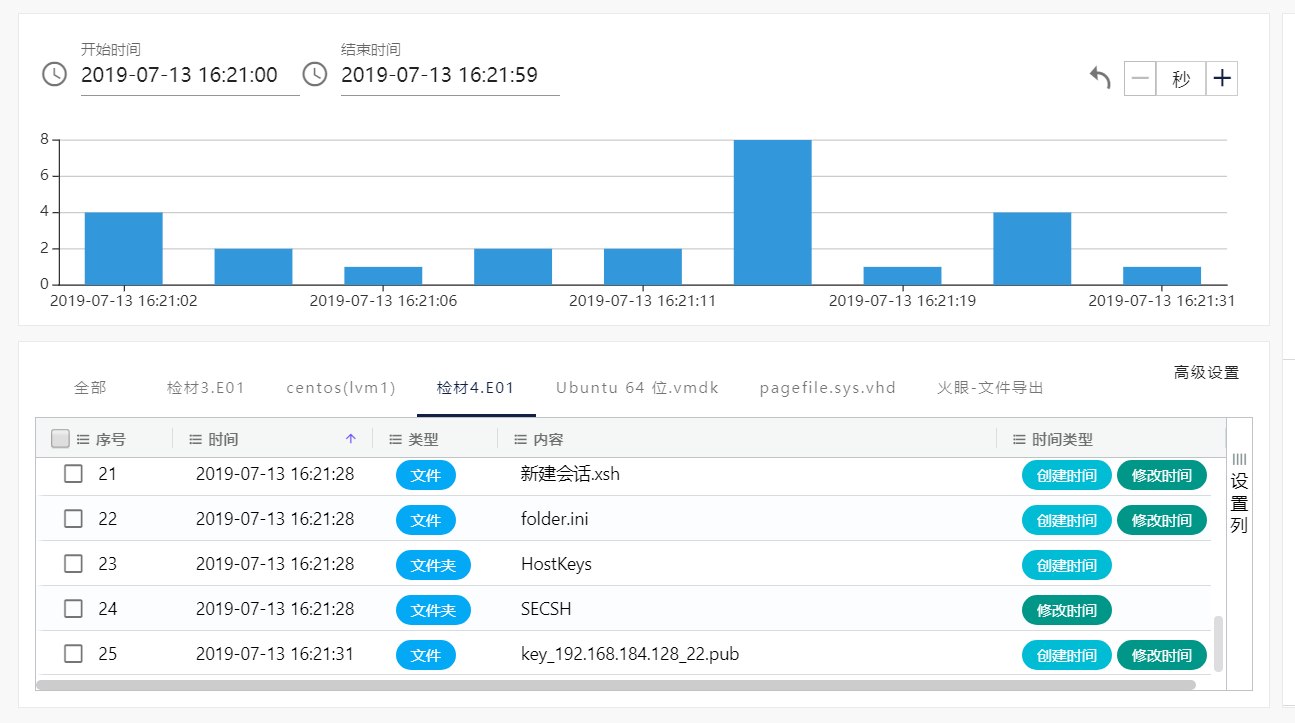 开始时间 结束时间
2019-07-13 16:21:00 2019-07-13 16:21:59 秒
8
6
4
2
0
2019-07-13 16:21:02 2019-07-13 16:21:06 2019-07-13 16:21:11 2019-07-13 16:21:19 2019-07-13 16:21:31
高级设置
全部 检材3.E01 centos(lvm1) 检材4.E01 Ubuntu 64 位.vmdk pagefile.sys.vhd 火眼-文件导出
序号 时间 类型 内容 时间类型
21 2019-07-13 16:21:28 文件 新建会话.xsh 创建时间 修改时间
22 2019-07-13 16:21:28 文件 folder.ini 创建时间 修改时间
23 2019-07-13 16:21:28 文件夹 HostKeys 创建时间
24 2019-07-13 16:21:28 文件夹 SECSH 修改时间
25 2019-07-13 16:21:31 文件 key_192.168.184.128_22.pub 创建时间 修改时间
设置列